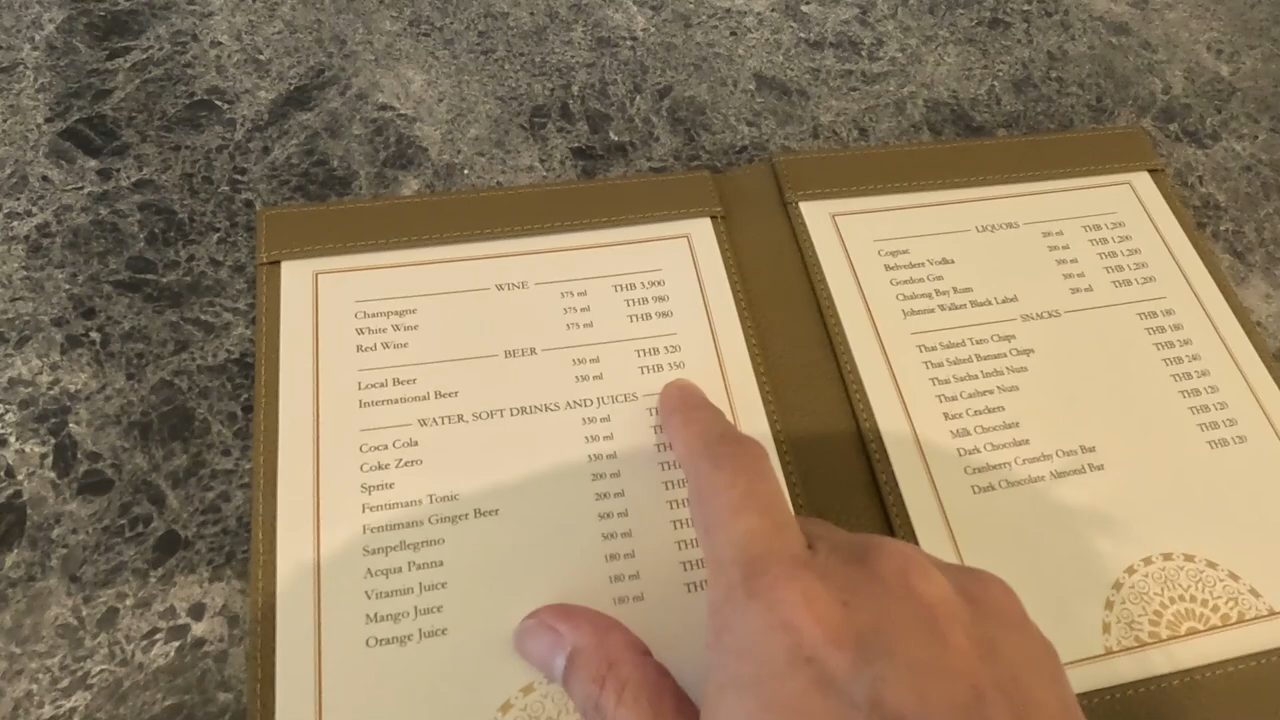 WINE
Champagne 375 ml THB 3,900
White Wine 375 ml THB 980
Red Wine 375 ml THB 980
BEER
Local Beer 330 ml THB 320
International Beer 330 ml THB 350
WATER, SOFT DRINKS AND JUICES
Coca Cola 330 ml
Coke Zero 330 ml
Sprite 330 ml
Fentimans Tonic 200 ml
Fentimans Ginger Beer 200 ml
Sanpellegrino 500 ml
Acqua Panna 500 ml
Vitamin Juice 180 ml
Mango Juice 180 ml
Orange Juice 180 ml
LIQUORS
Cognac 200 ml THB 1,200
Belvedere Vodka 200 ml THB 1,200
Gordon Gin 300 ml THB 1,200
Chalong Bay Rum 300 ml THB 1,200
Johnnie Walker Black Label 200 ml THB 1,200
SNACKS
Thai Salted Taro Chips THB 180
Thai Salted Banana Chips THB 180
Thai Sacha Inchi Nuts THB 240
Thai Cashew Nuts THB 240
Rice Crackers THB 240
Milk Chocolate THB 120
Dark Chocolate THB 120
Cranberry Crunchy Oats Bar THB 120
Dark Chocolate Almond Bar THB 120